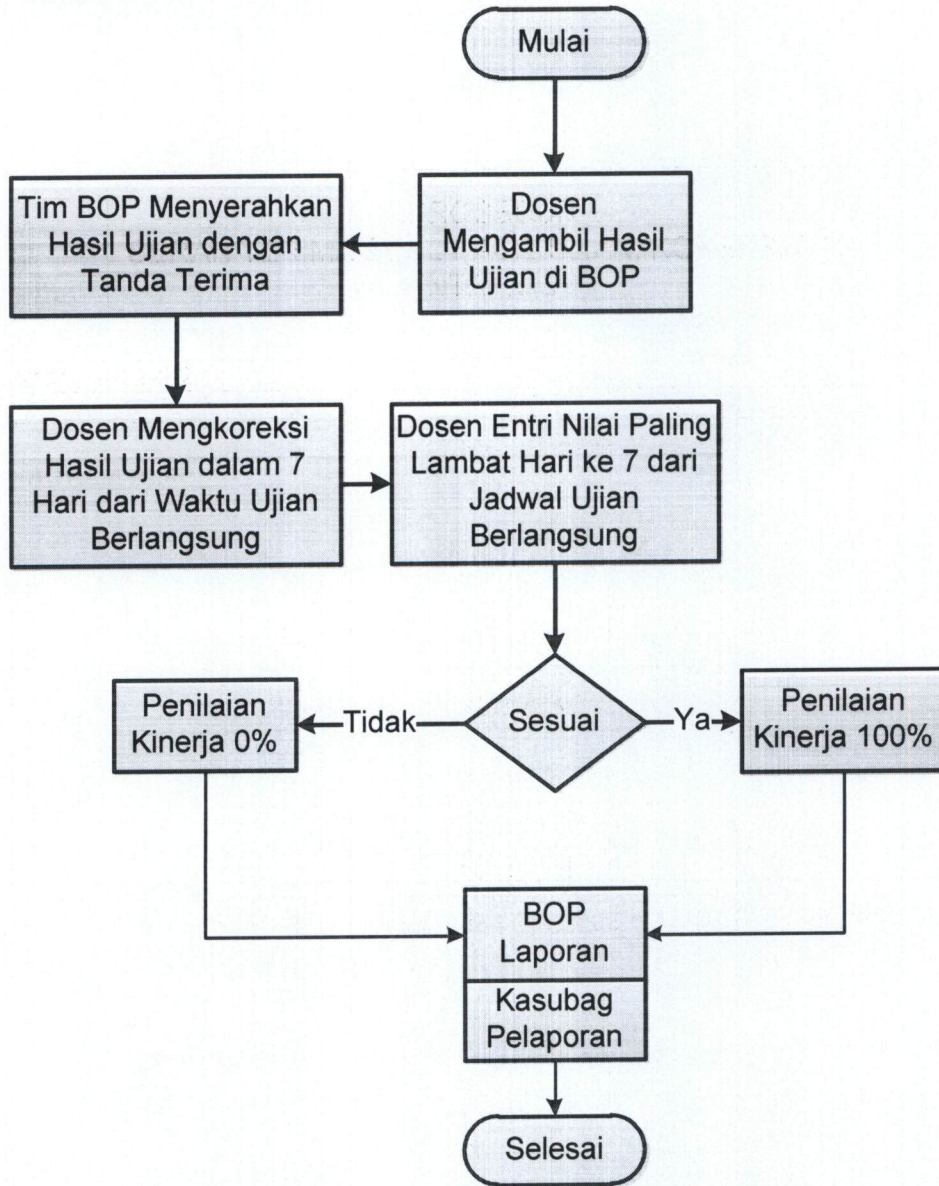 Mulai
Dosen
Mengambil Hasil
Ujian di BOP
Tim BOP Menyerahkan
Hasil Ujian dengan
Tanda Terima
Dosen Mengkoreksi
Hasil Ujian dalam 7
Hari dari Waktu Ujian
Berlangsung
Dosen Entri Nilai Paling
Lambat Hari ke 7 dari
Jadwal Ujian
Berlangsung
Sesuai
Tidak
Ya
Penilaian
Kinerja 0%
Penilaian
Kinerja 100%
BOP
Laporan
Kasubag
Pelaporan
Selesai